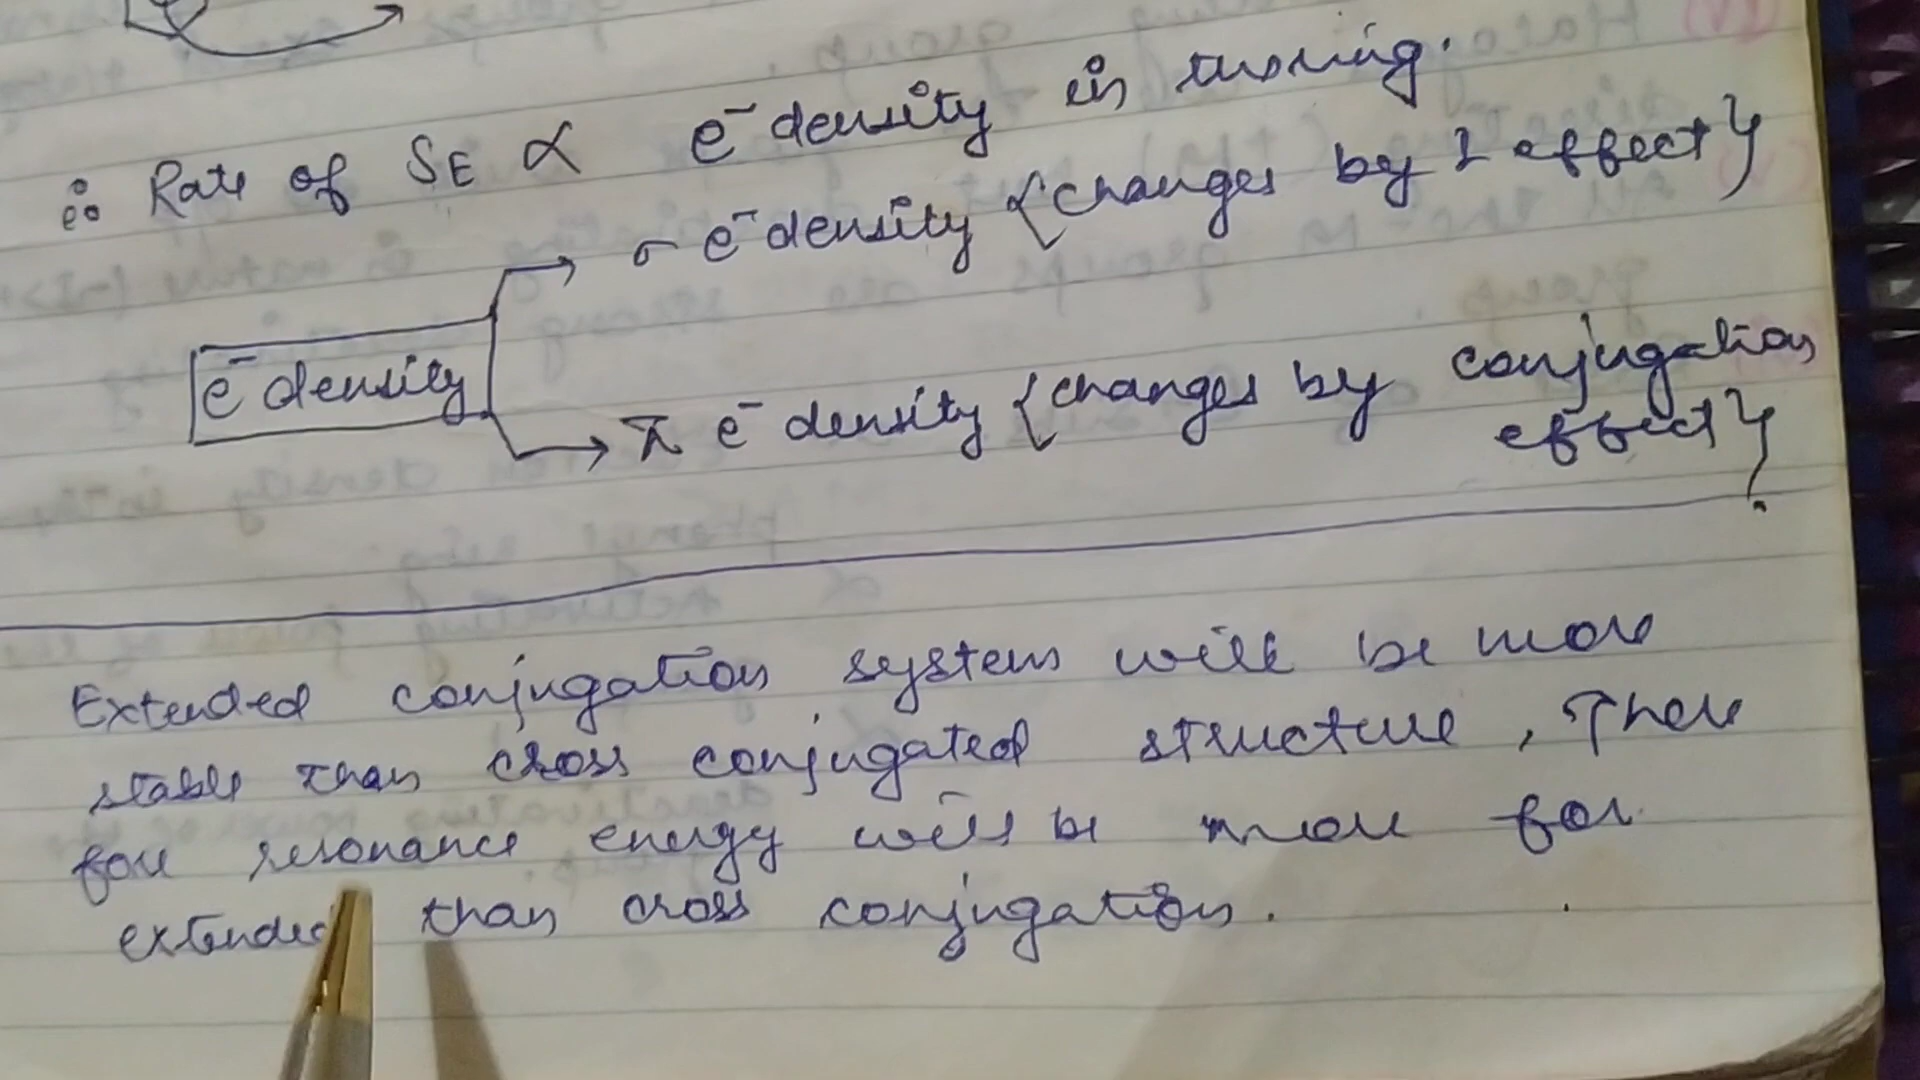 ∴ Rate of SE ∝ e⁻ density in
σ e⁻ density {changes by I effect}
e⁻ density
π e⁻ density {changes by conjugation
effect}
Extended conjugation system will be more
stable than cross conjugated structure, There
fore resonance energy will be more for
extended than cross conjugation.